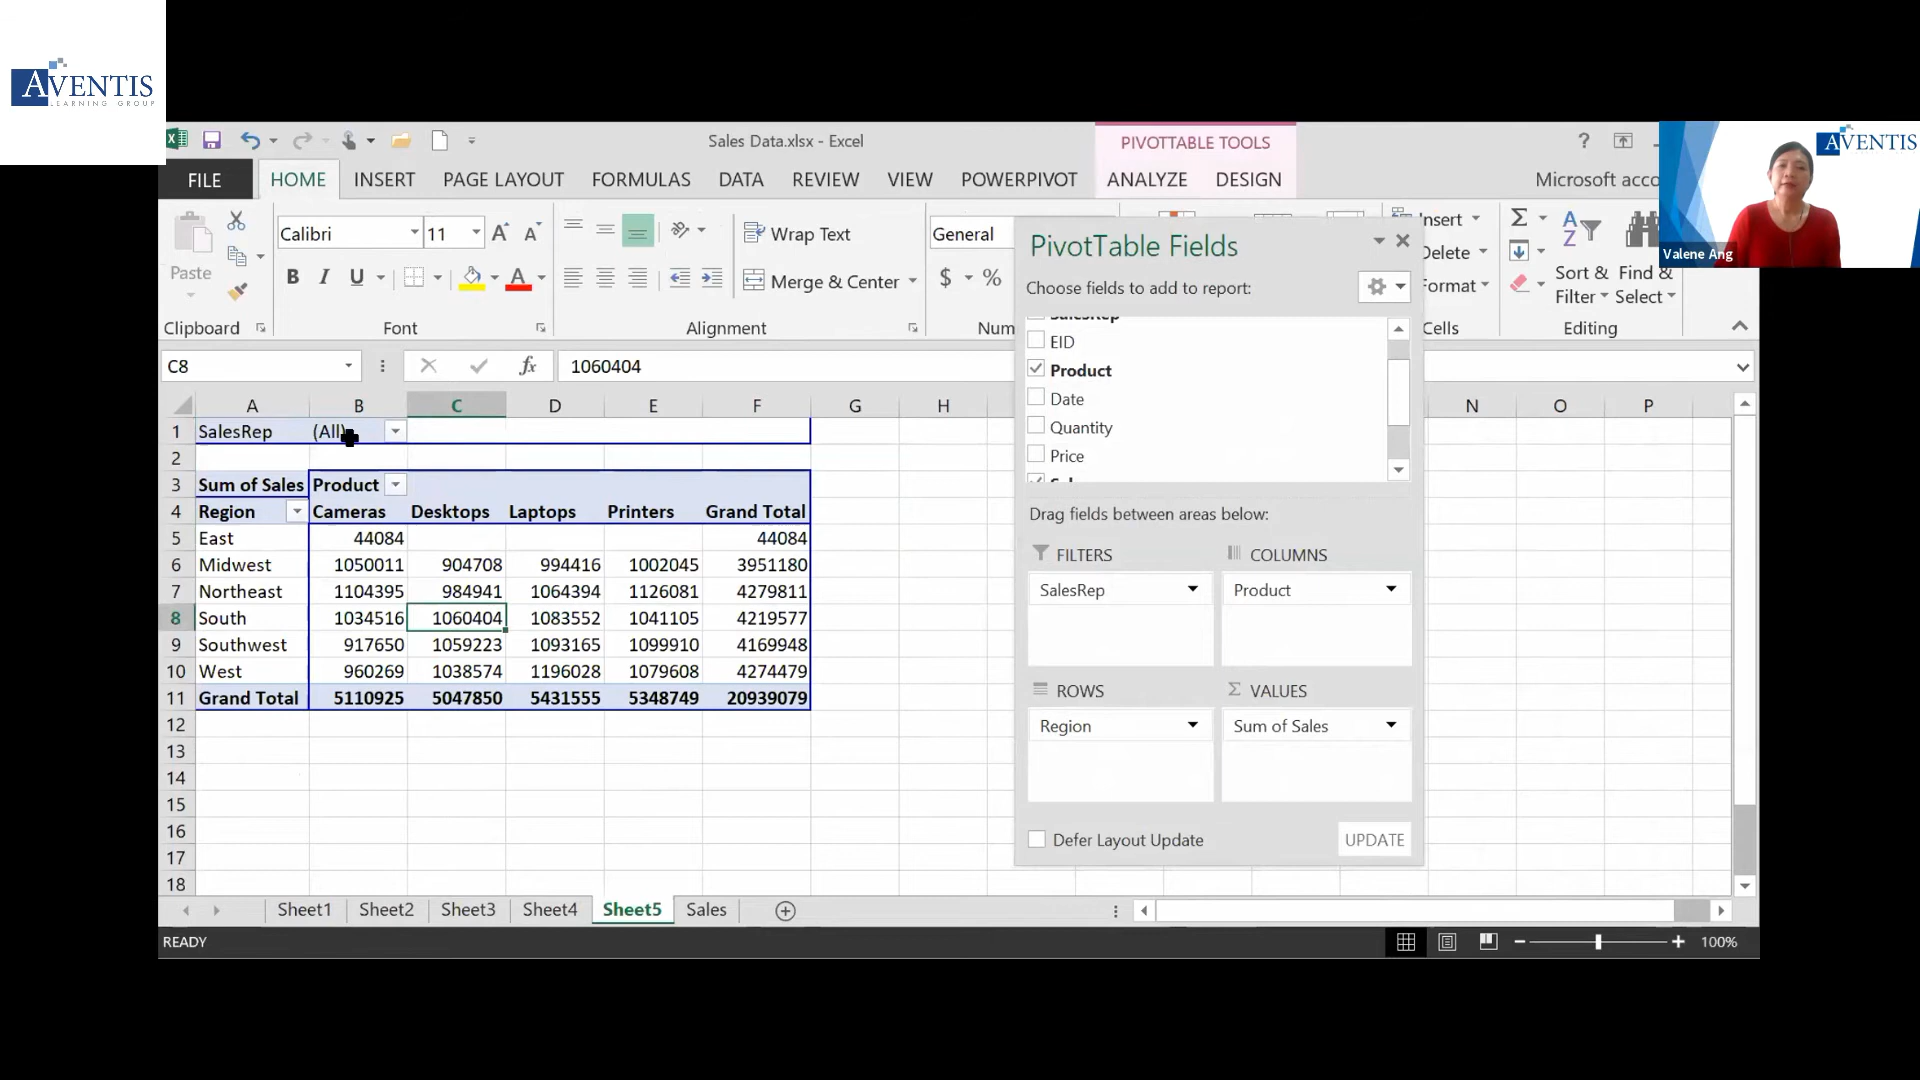 AVENTIS
LEARNING GROUP
Sales Data.xlsx - Excel
PIVOTTABLE TOOLS
?
AVENTIS
Valene Ang
FILE HOME INSERT PAGE LAYOUT FORMULAS DATA REVIEW VIEW POWERPIVOT ANALYZE DESIGN Microsoft acco
Paste
Calibri 11
B I U
Wrap Text
Merge & Center
General
$ %
Insert
Delete
Format
Sort & Filter
Find & Select
Clipboard Font Alignment Num Cells Editing
C8 fx 1060404
A B C D E F G H N O P
1 SalesRep (All)
2
3 Sum of Sales Product
4 Region Cameras Desktops Laptops Printers Grand Total
5 East 44084 44084
6 Midwest 1050011 904708 994416 1002045 3951180
7 Northeast 1104395 984941 1064394 1126081 4279811
8 South 1034516 1060404 1083552 1041105 4219577
9 Southwest 917650 1059223 1093165 1099910 4169948
10 West 960269 1038574 1196028 1079608 4274479
11 Grand Total 5110925 5047850 5431555 5348749 20939079
12
13
14
15
16
17
18
PivotTable Fields
Choose fields to add to report:
SalesRep
EID
Product
Date
Quantity
Price
Drag fields between areas below:
FILTERS COLUMNS
SalesRep Product
ROWS VALUES
Region Sum of Sales
Defer Layout Update UPDATE
Sheet1 Sheet2 Sheet3 Sheet4 Sheet5 Sales
READY 100%